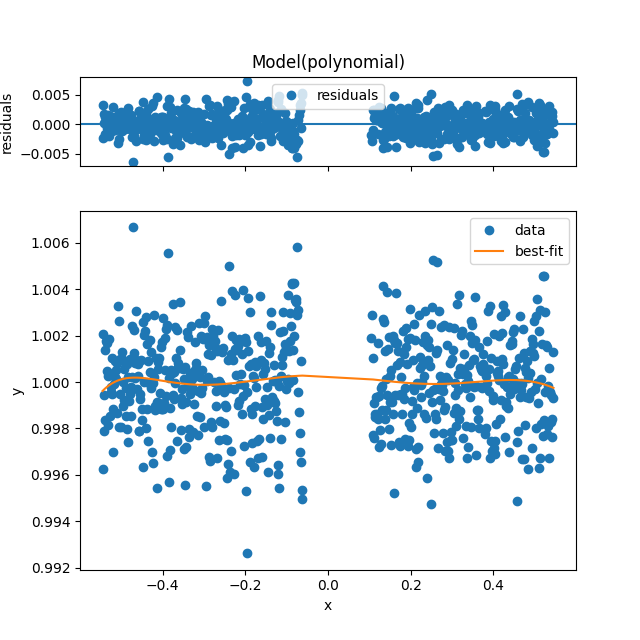 Model(polynomial)
0.005
0.000
−0.005
residuals
residuals
1.006
1.004
1.002
1.000
0.998
0.996
0.994
0.992
y
data
best-fit
−0.4
−0.2
0.0
0.2
0.4
x